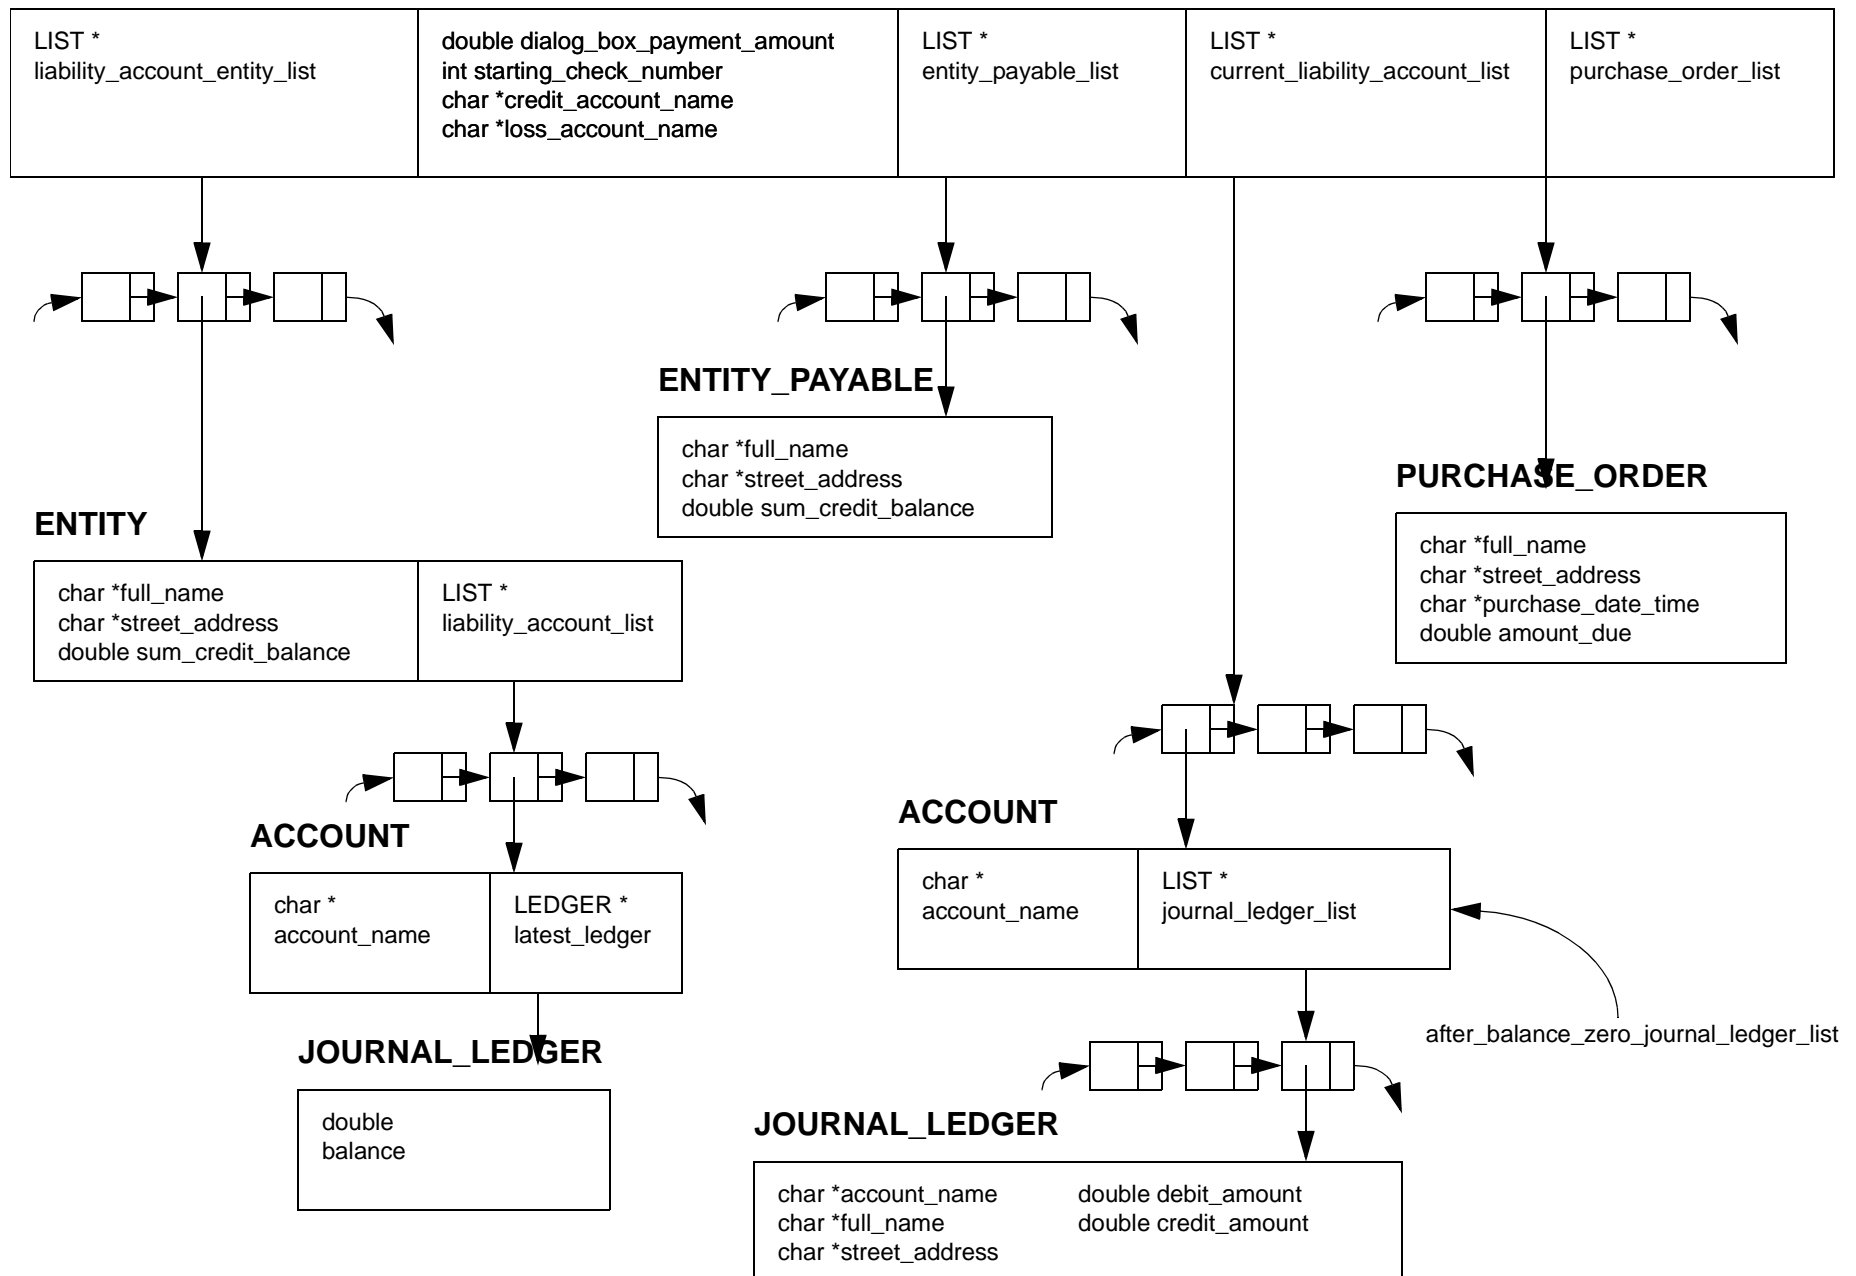 LIST *
liability_account_entity_list
double dialog_box_payment_amount
int starting_check_number
char *credit_account_name
char *loss_account_name
LIST *
entity_payable_list
LIST *
current_liability_account_list
LIST *
purchase_order_list
ENTITY_PAYABLE
char *full_name
char *street_address
double sum_credit_balance
PURCHASE_ORDER
char *full_name
char *street_address
char *purchase_date_time
double amount_due
ENTITY
char *full_name
char *street_address
double sum_credit_balance
LIST *
liability_account_list
ACCOUNT
char *
account_name
LEDGER *
latest_ledger
ACCOUNT
char *
account_name
LIST *
journal_ledger_list
after_balance_zero_journal_ledger_list
JOURNAL_LEDGER
double
balance
JOURNAL_LEDGER
char *account_name
char *full_name
char *street_address
double debit_amount
double credit_amount